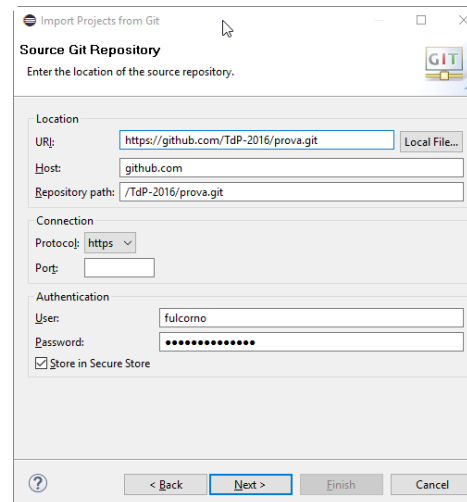 Import Projects from Git
Source Git Repository
Enter the location of the source repository.
GIT
Location
URI: https://github.com/TdP-2016/prova.git Local File...
Host: github.com
Repository path: /TdP-2016/prova.git
Connection
Protocol: https
Port:
Authentication
User: fulcorno
Password: ●●●●●●●●●●●●●●
Store in Secure Store
? < Back Next > Finish Cancel